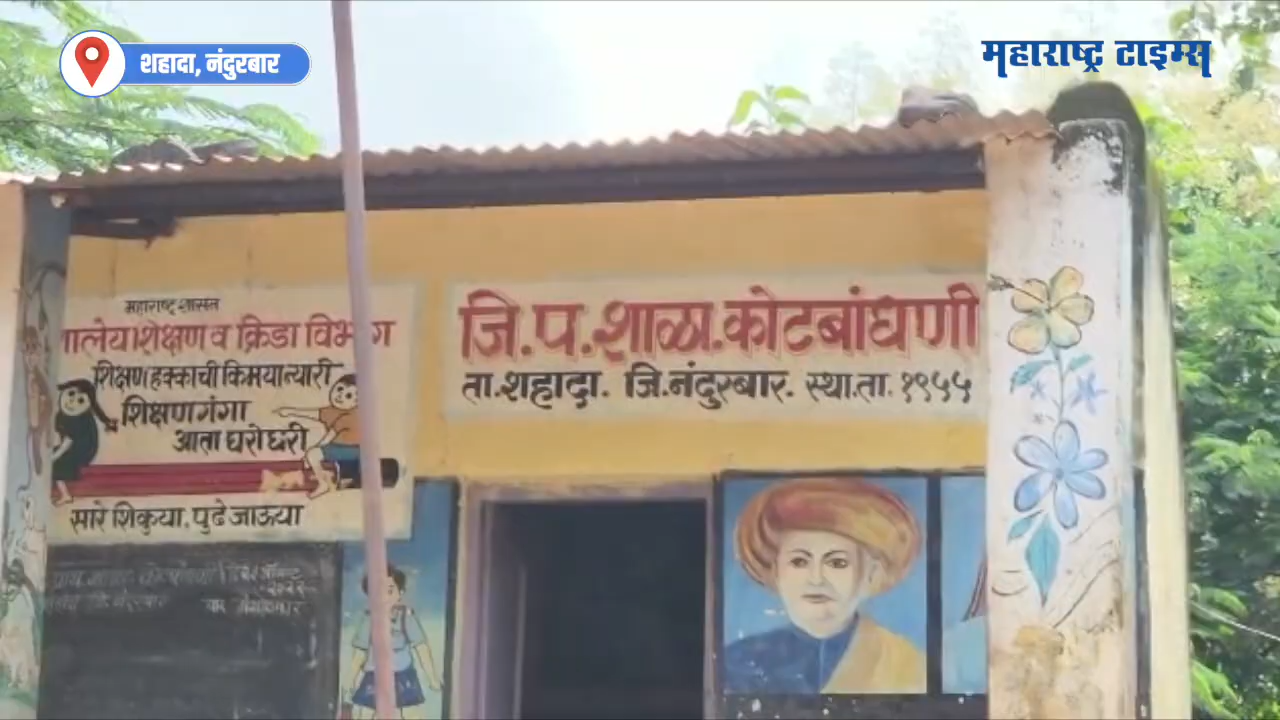 शहादा, नंदुरबार
महाराष्ट्र टाइम्स
महाराष्ट्र शासन
ालेय शिक्षण व क्रिडा विभाग
शिक्षण हक्काची किमया न्यारी
शिक्षण गंगा
आता घरो घरी
सारे शिकुया, पुढे जाऊया
जि.प.शाळा.कोटबांधणी
ता.शहादा. जि.नंदुरबार. स्था.ता. १९५५